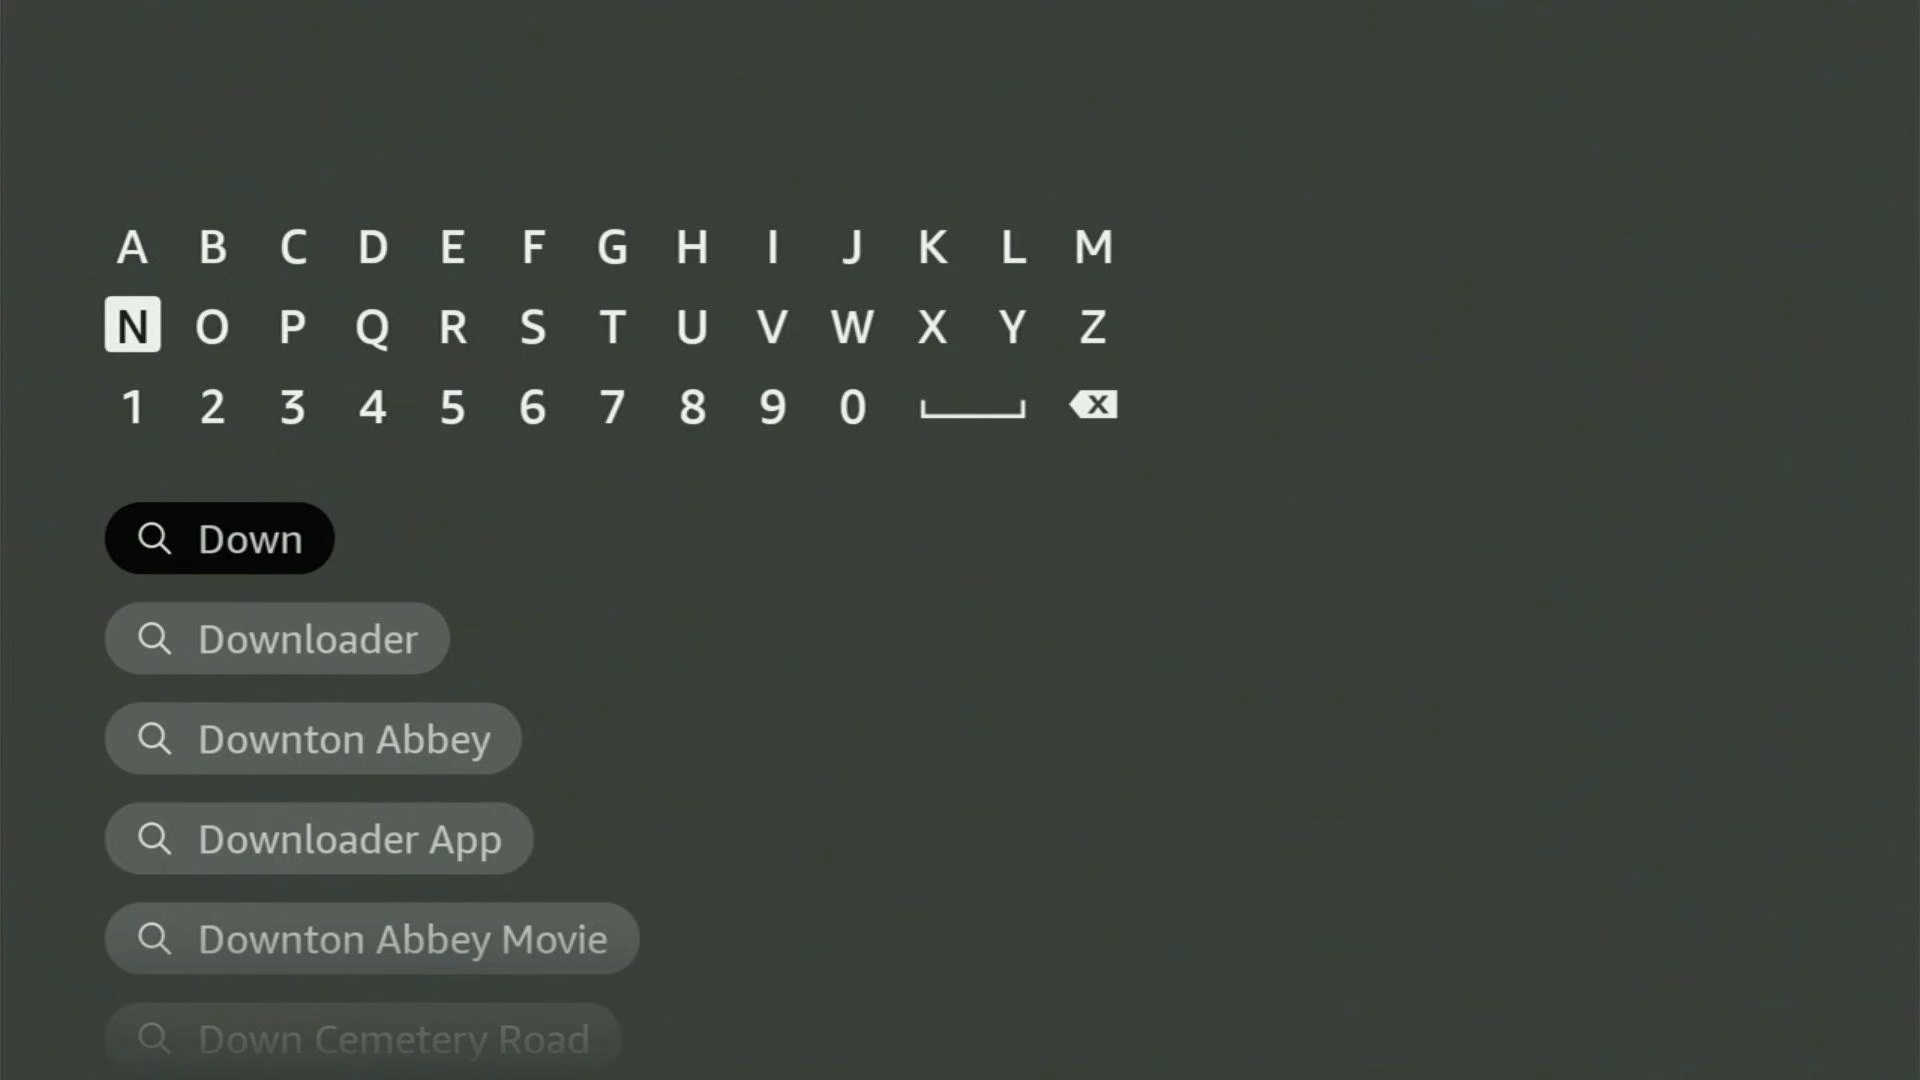 A B C D E F G H I J K L M
N O P Q R S T U V W X Y Z
1 2 3 4 5 6 7 8 9 0
Down
Downloader
Downton Abbey
Downloader App
Downton Abbey Movie
Down Cemetery Road